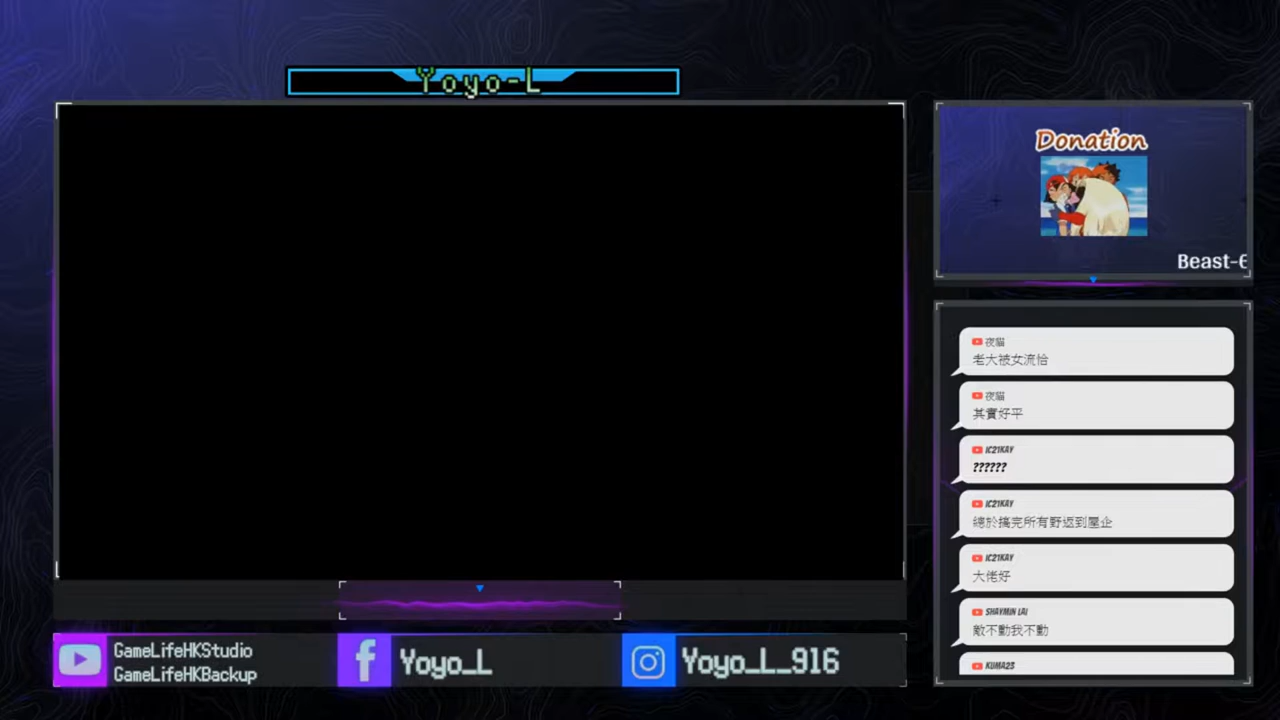 Yoyo-L
Donation
Beast-
夜貓
老大被女流恰
夜貓
其實好平
IC21KAY
??????
IC21KAY
總於搞完所有野返到屋企
IC21KAY
大佬好
SHAYMIN LAI
敵不動我不動
KUMA23
GameLifeHKStudio
GameLifeHKBackup
Yoyo_L
Yoyo_L_916